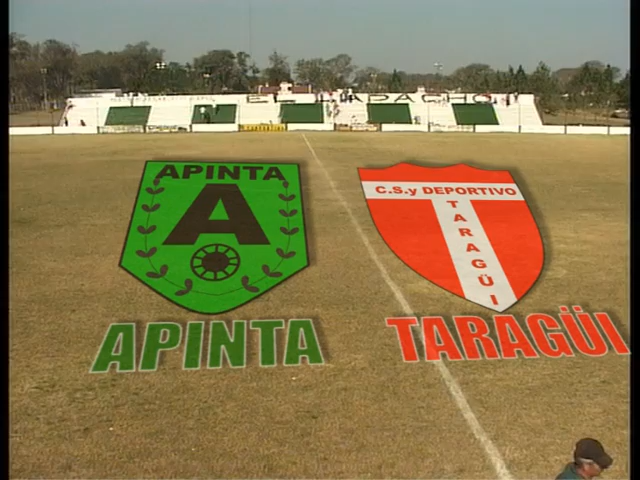 APINTA
A
C.S.y DEPORTIVO
TARAGÜI
APINTA
TARAGÜI